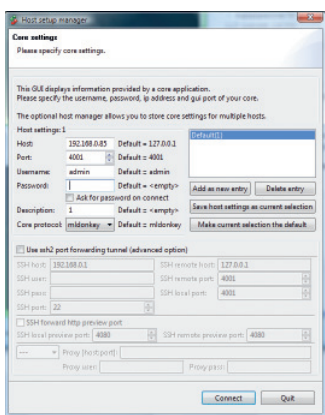 Host setup manager
Core settings
Please specify core settings.
This GUI displays information provided by a core application.
Please specify the username, password, ip address and gui port of your core.
The optional host manager allows you to store core settings for multiple hosts.
Host settings: 1
Host: 192.168.0.85 Default = 127.0.0.1
Default(1)
Port: 4001 Default = 4001
Username: admin Default = admin
Password: Default = <empty> Add as new entry Delete entry
Ask for password on connect
Description: 1 Default = <empty> Save host settings as current selection
Core protocol: mldonkey Default = mldonkey Make current selection the default
Use ssh2 port forwarding tunnel (advanced option)
SSH host: 192.168.0.1 SSH remote host: 127.0.0.1
SSH user: SSH remote port: 4001
SSH pass: SSH local port: 4001
SSH port: 22
SSH forward http preview port
SSH local preview port: 4080 SSH remote preview port: 4080
---- Proxy (host:port):
Proxy user: Proxy pass:
Connect Quit